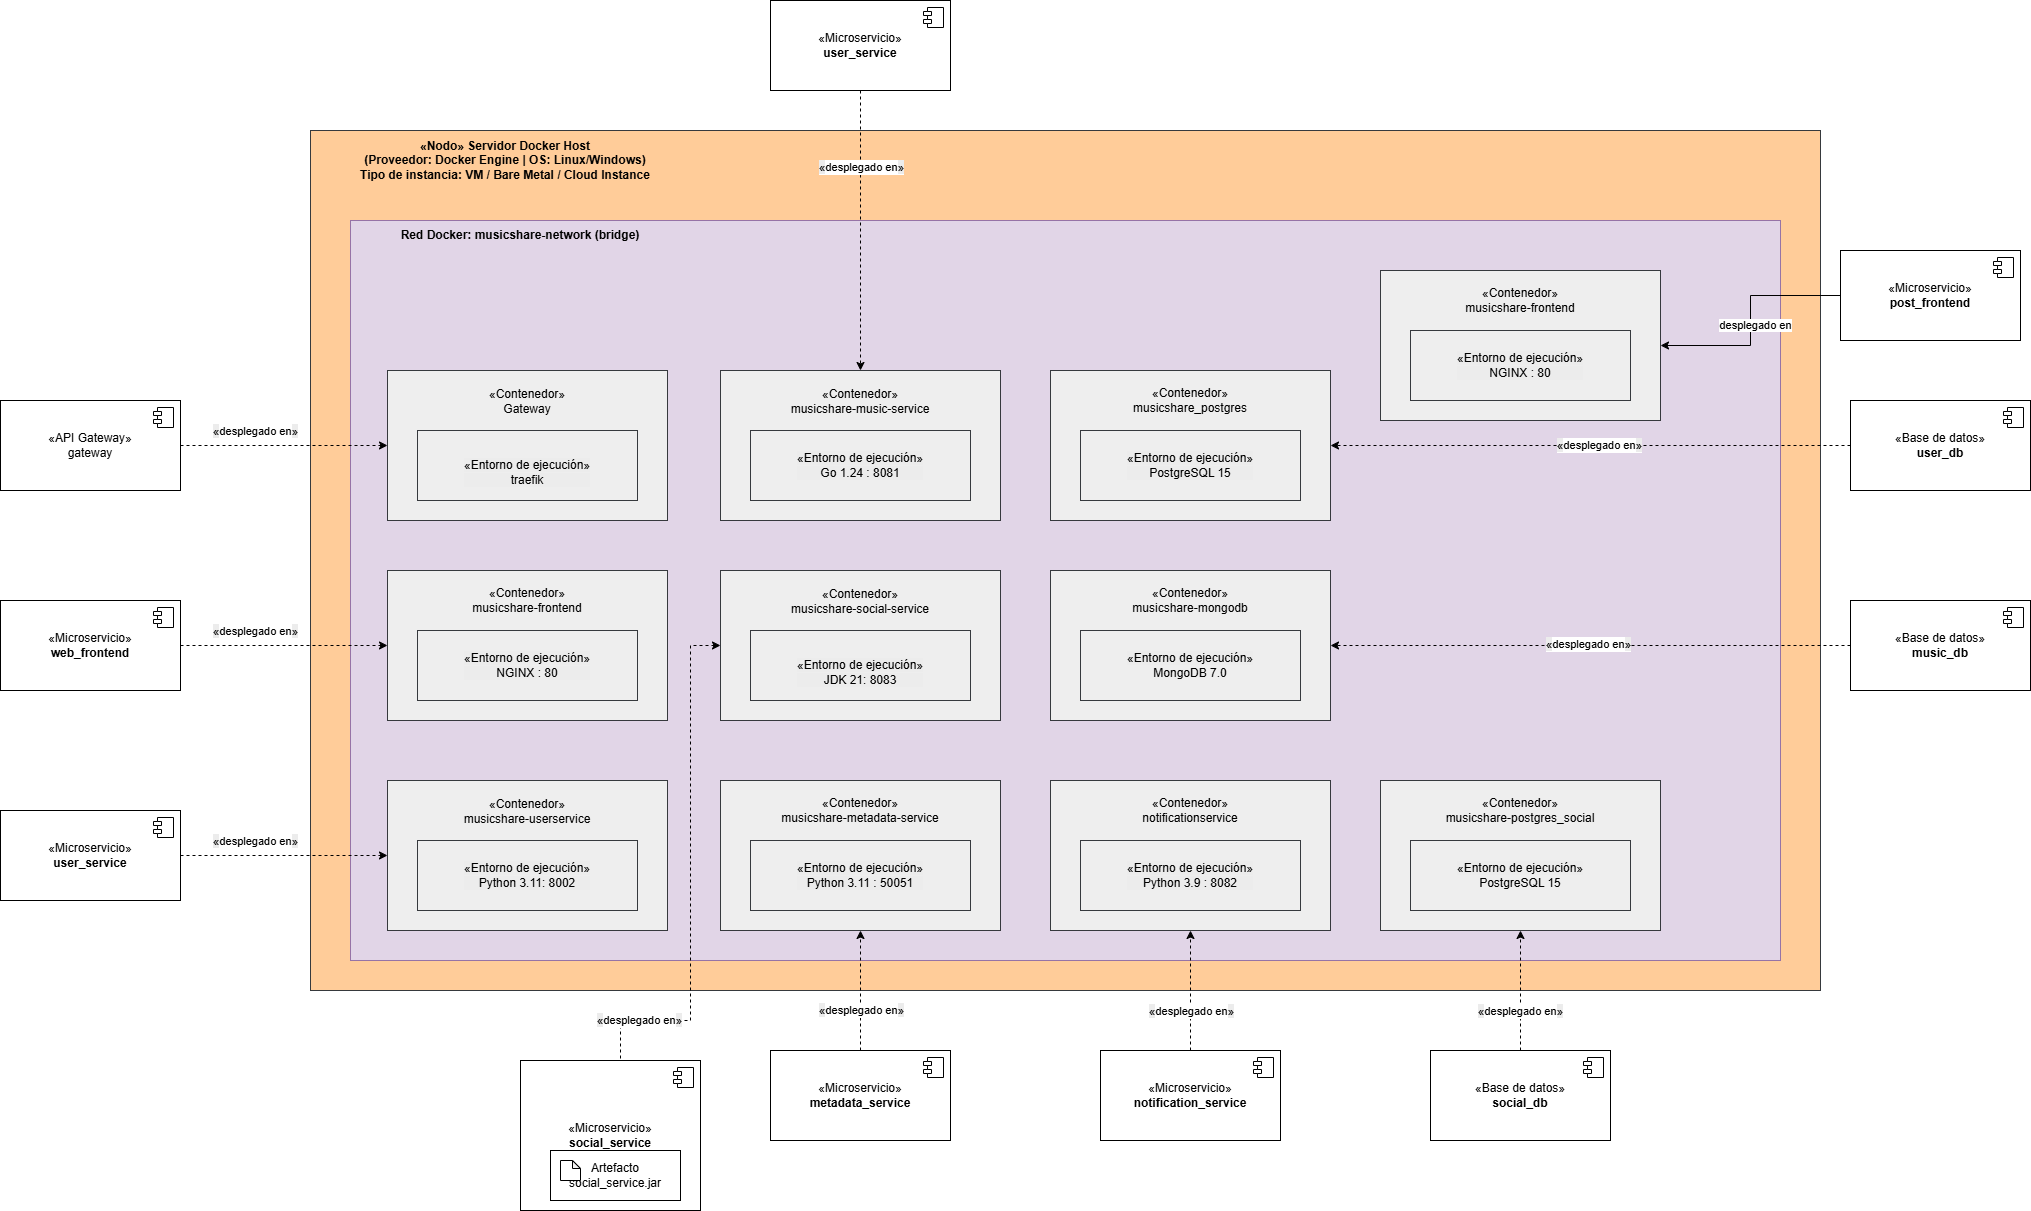 «Microservicio»
user_service
«Nodo» Servidor Docker Host
(Proveedor: Docker Engine | OS: Linux/Windows)
Tipo de instancia: VM / Bare Metal / Cloud Instance
«desplegado en»
Red Docker: musicshare-network (bridge)
«Contenedor»
musicshare-frontend
«Entorno de ejecución»
NGINX : 80
desplegado en
«Microservicio»
post_frontend
«API Gateway»
gateway
«desplegado en»
«Contenedor»
Gateway
«Entorno de ejecución»
traefik
«Contenedor»
musicshare-music-service
«Entorno de ejecución»
Go 1.24 : 8081
«Contenedor»
musicshare_postgres
«Entorno de ejecución»
PostgreSQL 15
«desplegado en»
«Base de datos»
user_db
«Microservicio»
web_frontend
«desplegado en»
«Contenedor»
musicshare-frontend
«Entorno de ejecución»
NGINX : 80
«Contenedor»
musicshare-social-service
«Entorno de ejecución»
JDK 21: 8083
«Contenedor»
musicshare-mongodb
«Entorno de ejecución»
MongoDB 7.0
«desplegado en»
«Base de datos»
music_db
«Microservicio»
user_service
«desplegado en»
«Contenedor»
musicshare-userservice
«Entorno de ejecución»
Python 3.11: 8002
«Contenedor»
musicshare-metadata-service
«Entorno de ejecución»
Python 3.11 : 50051
«Contenedor»
notificationservice
«Entorno de ejecución»
Python 3.9 : 8082
«Contenedor»
musicshare-postgres_social
«Entorno de ejecución»
PostgreSQL 15
«desplegado en»
«desplegado en»
«desplegado en»
«desplegado en»
«Microservicio»
social_service
Artefacto
social_service.jar
«Microservicio»
metadata_service
«Microservicio»
notification_service
«Base de datos»
social_db